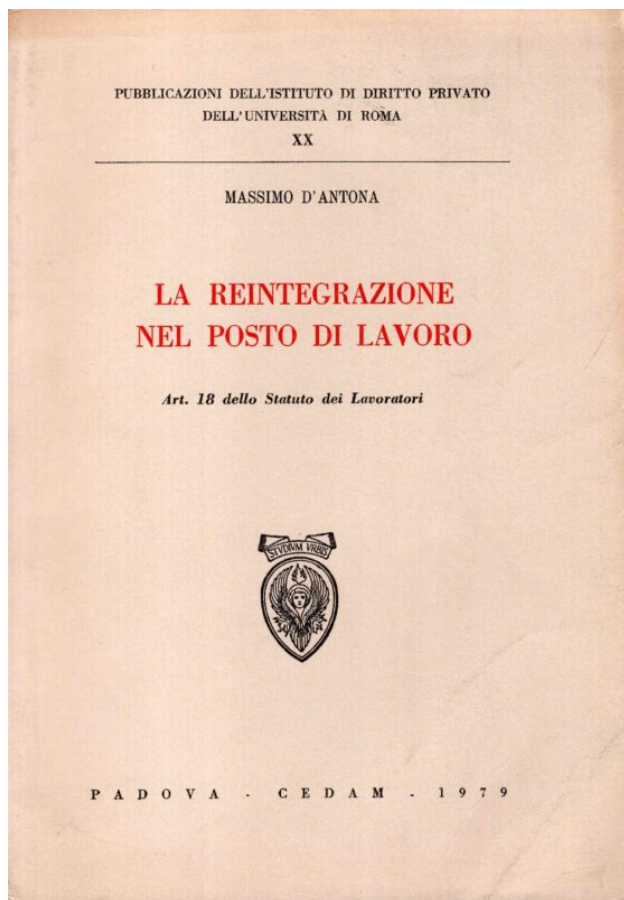 PUBBLICAZIONI DELL'ISTITUTO DI DIRITTO PRIVATO
DELL'UNIVERSITÀ DI ROMA
XX
MASSIMO D'ANTONA
LA REINTEGRAZIONE
NEL POSTO DI LAVORO
Art. 18 dello Statuto dei Lavoratori
STVDIVM VRBIS
PADOVA - CEDAM - 1979